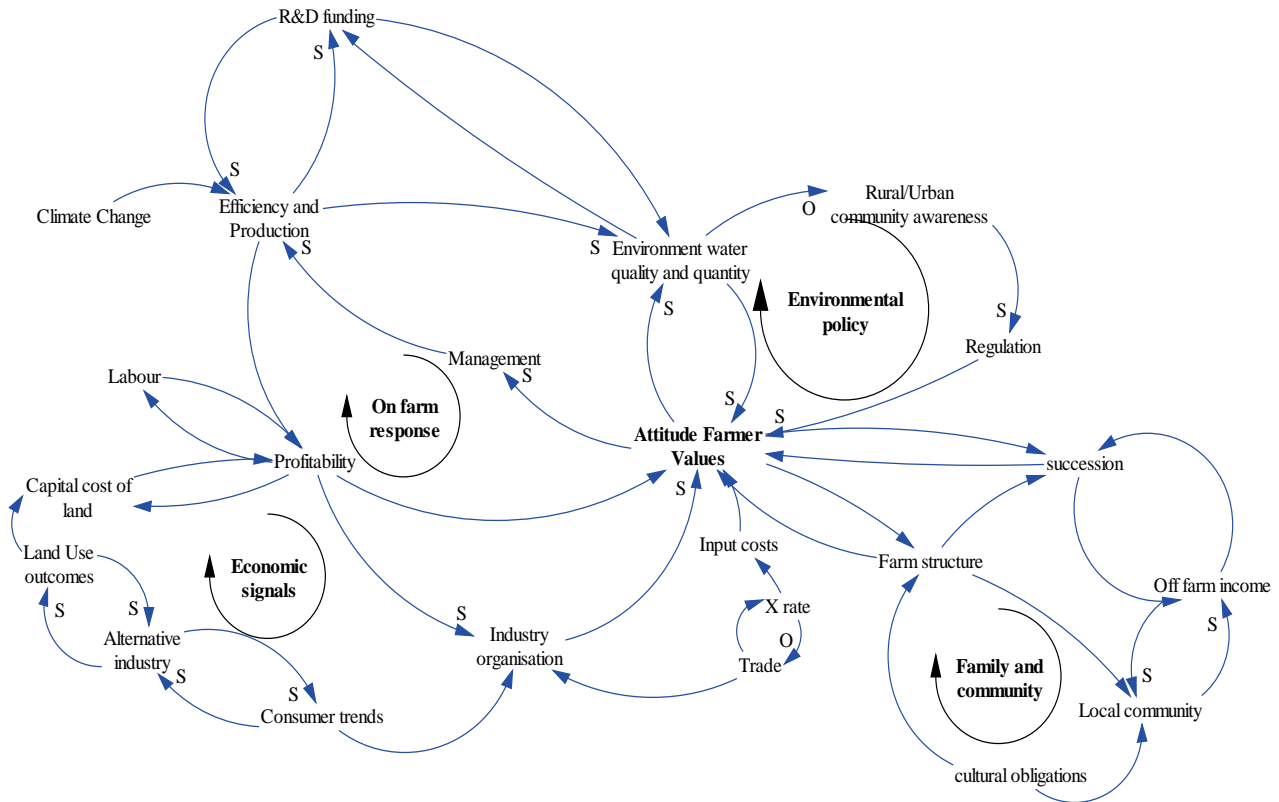 R&D funding
S
S
Climate Change
Efficiency and
Production
S
S
Environment water
quality and quantity
S
O
Rural/Urban
community awareness
S
Regulation
Environmental
policy
S
S
Management
S
On farm
response
Labour
Profitability
Capital cost of
land
Attitude Farmer
Values
S
succession
Land Use
outcomes
S
S
Economic
signals
Input costs
Farm structure
Off farm income
S
X rate
O
Trade
Alternative
industry
S
S
Consumer trends
S
Industry
organisation
Family and
community
S
Local community
cultural obligations